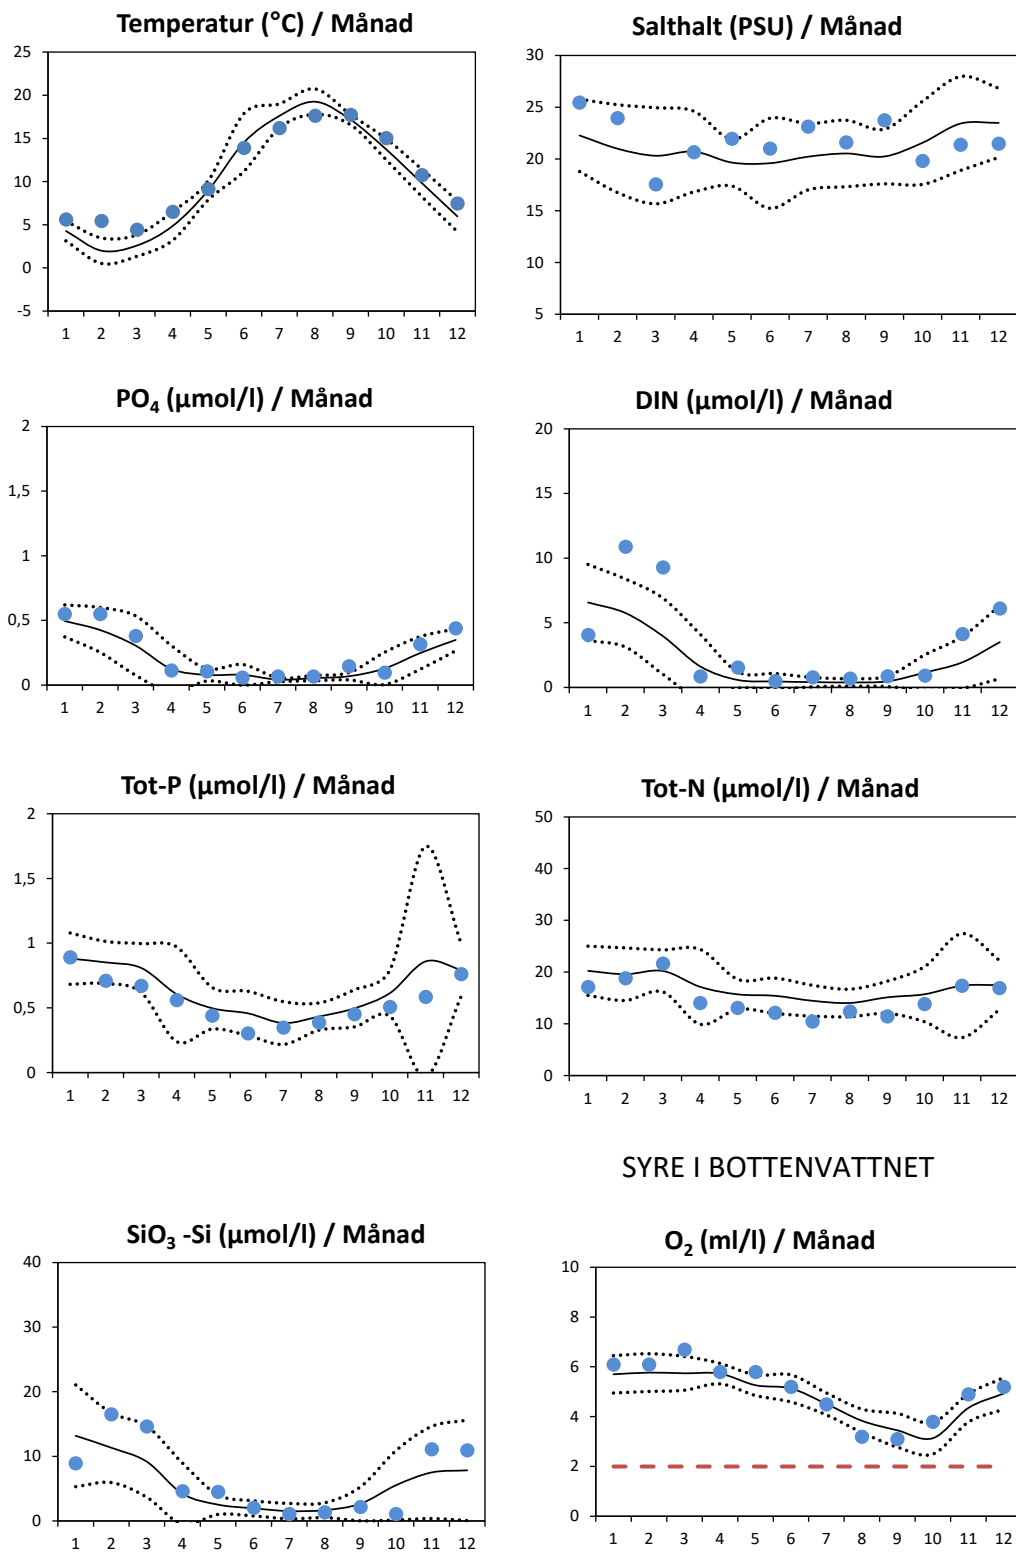 Temperatur (°C) / Månad
25
20
15
10
5
0
-5
1 2 3 4 5 6 7 8 9 10 11 12
Salthalt (PSU) / Månad
30
25
20
15
10
5
1 2 3 4 5 6 7 8 9 10 11 12
PO₄ (µmol/l) / Månad
2
1,5
1
0,5
0
1 2 3 4 5 6 7 8 9 10 11 12
DIN (µmol/l) / Månad
20
15
10
5
0
1 2 3 4 5 6 7 8 9 10 11 12
Tot-P (µmol/l) / Månad
2
1,5
1
0,5
0
1 2 3 4 5 6 7 8 9 10 11 12
Tot-N (µmol/l) / Månad
50
40
30
20
10
0
1 2 3 4 5 6 7 8 9 10 11 12
SiO₃ -Si (µmol/l) / Månad
40
30
20
10
0
1 2 3 4 5 6 7 8 9 10 11 12
SYRE I BOTTENVATTNET
O₂ (ml/l) / Månad
10
8
6
4
2
0
1 2 3 4 5 6 7 8 9 10 11 12